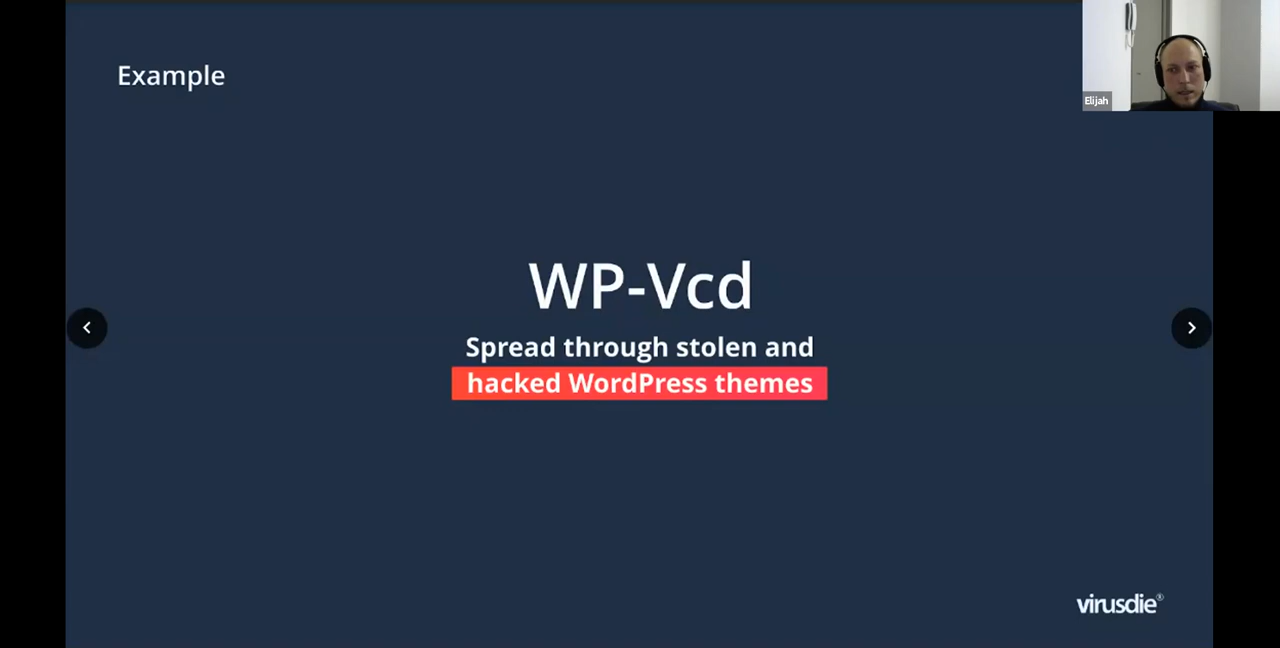 Example
Elijah
WP-Vcd
Spread through stolen and
hacked WordPress themes
virusdie®